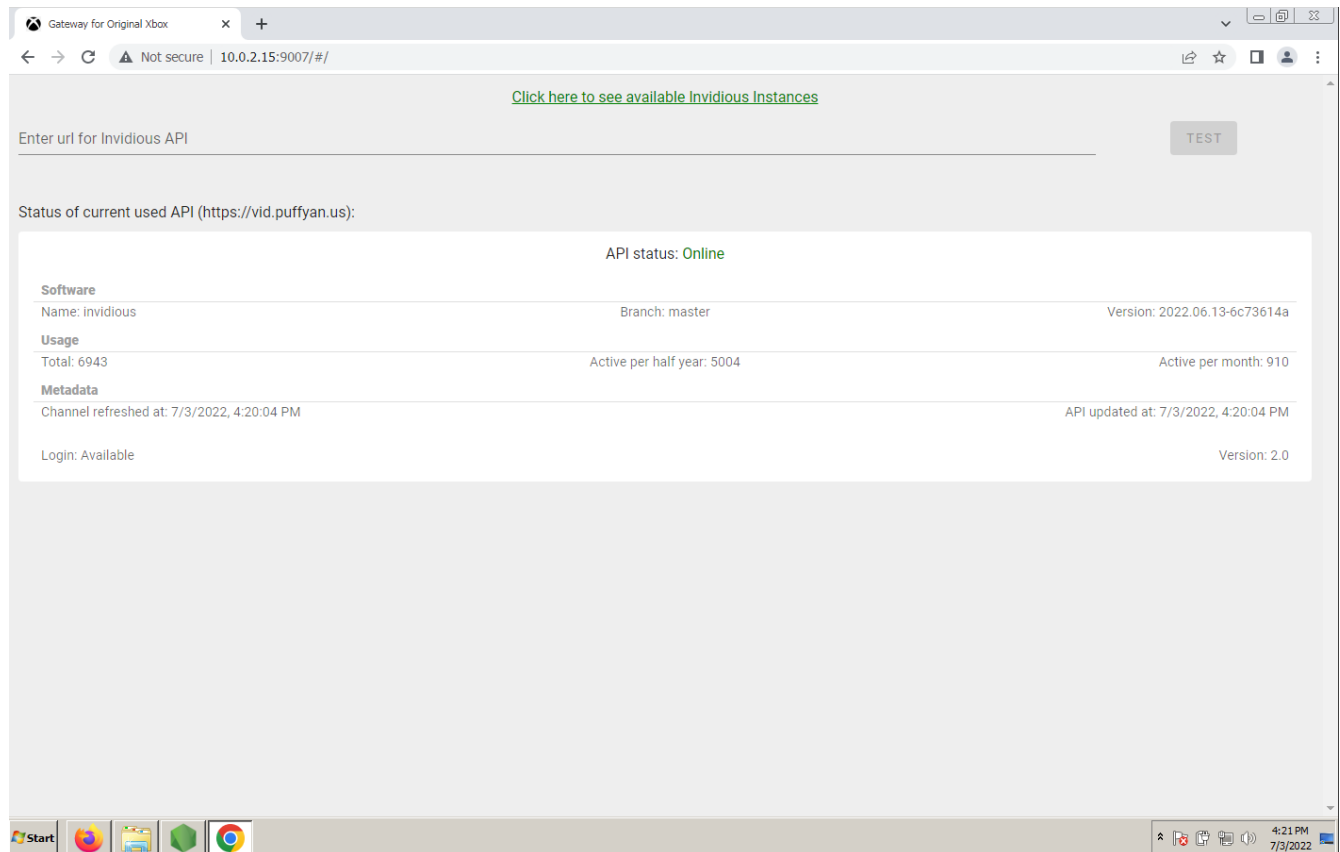 Gateway for Original Xbox
Not secure | 10.0.2.15:9007/#/
Click here to see available Invidious Instances
Enter url for Invidious API
TEST
Status of current used API (https://vid.puffyan.us):
API status: Online
Software
Name: invidious Branch: master Version: 2022.06.13-6c73614a
Usage
Total: 6943 Active per half year: 5004 Active per month: 910
Metadata
Channel refreshed at: 7/3/2022, 4:20:04 PM API updated at: 7/3/2022, 4:20:04 PM
Login: Available Version: 2.0
Start
4:21 PM
7/3/2022